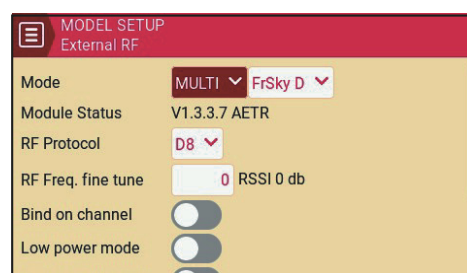 MODEL SETUP
External RF
Mode MULTI FrSky D
Module Status V1.3.3.7 AETR
RF Protocol D8
RF Freq. fine tune 0 RSSI 0 db
Bind on channel
Low power mode